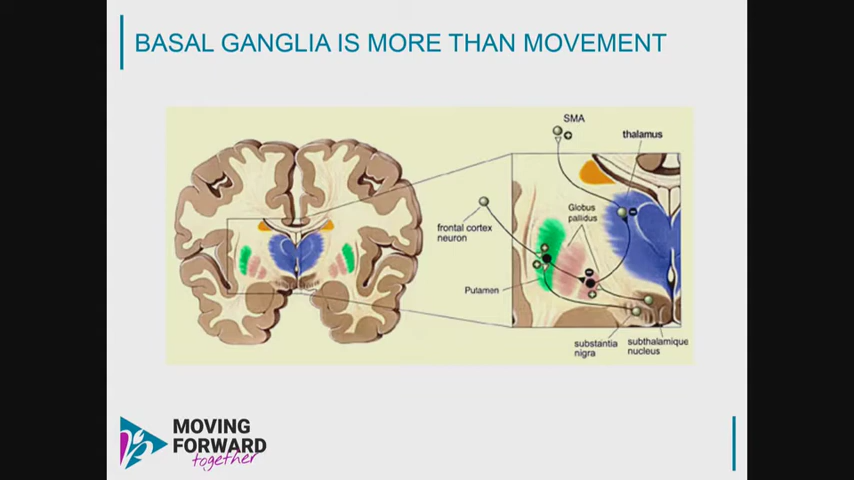 BASAL GANGLIA IS MORE THAN MOVEMENT
SMA
thalamus
Globus
pallidus
frontal cortex
neuron
Putamen
substantia
nigra
subthalamique
nucleus
MOVING
FORWARD
together